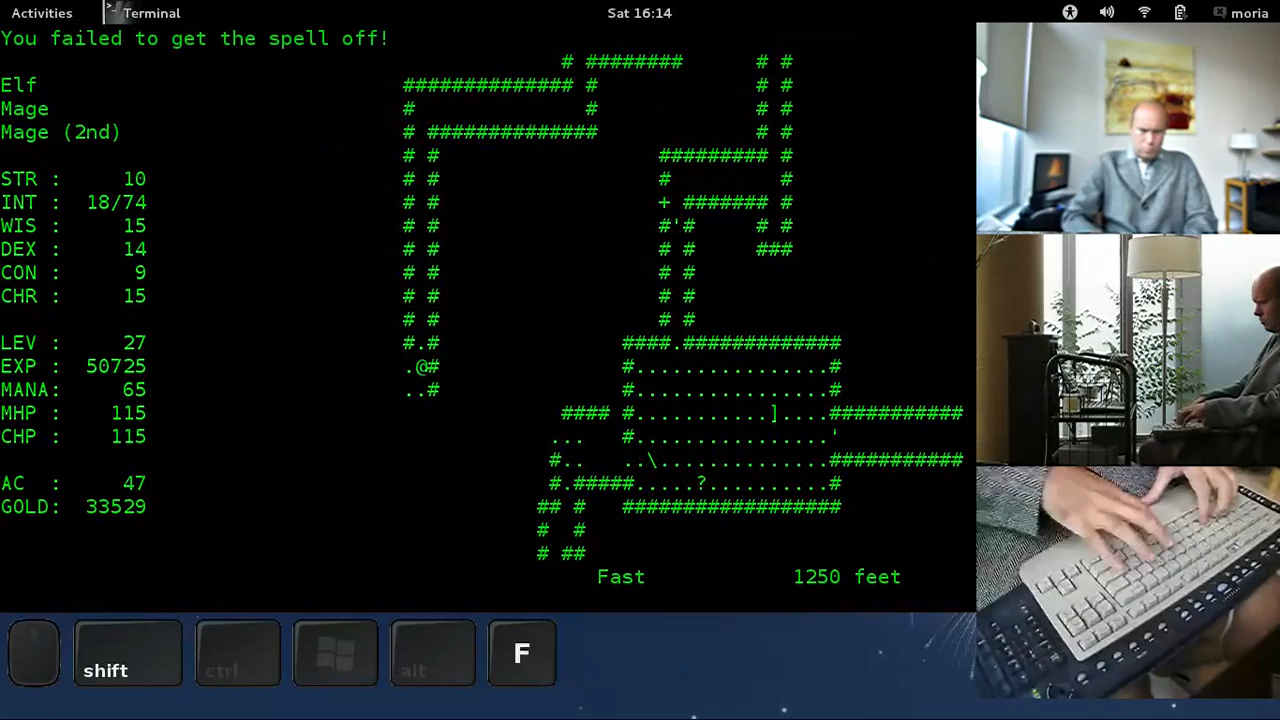 Activities Terminal Sat 16:14 moria
You failed to get the spell off!
# ######## # #
Elf ############## # # #
Mage # # # #
Mage (2nd) # ############## # #
# # ######### #
STR : 10 # # # #
INT : 18/74 # # + ####### #
WIS : 15 # # #'# # #
DEX : 14 # # # # ###
CON : 9 # # # #
CHR : 15 # # # #
# # # #
LEV : 27 #.# ####.#############
EXP : 50725 .@# #...............#
MANA: 65 ..# #...............#
MHP : 115 #### #...........]....###########
CHP : 115 ... #................'
#.. ..\..............###########
AC : 47 #.#####.....?..........#
GOLD: 33529 ## # ##################
# #
# ##
Fast 1250 feet
shift ctrl alt F